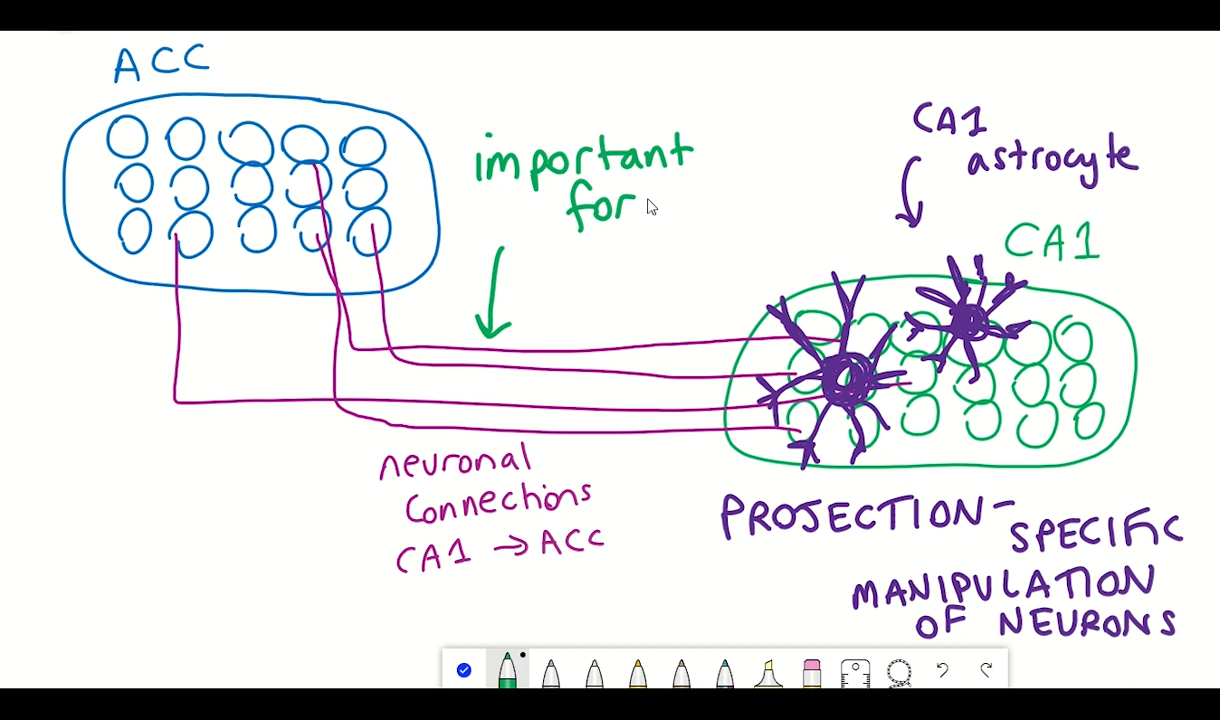 ACC
important
for
CA1
astrocyte
CA1
neuronal
connections
CA1 → ACC
PROJECTION-
SPECIFIC
MANIPULATION
OF NEURONS